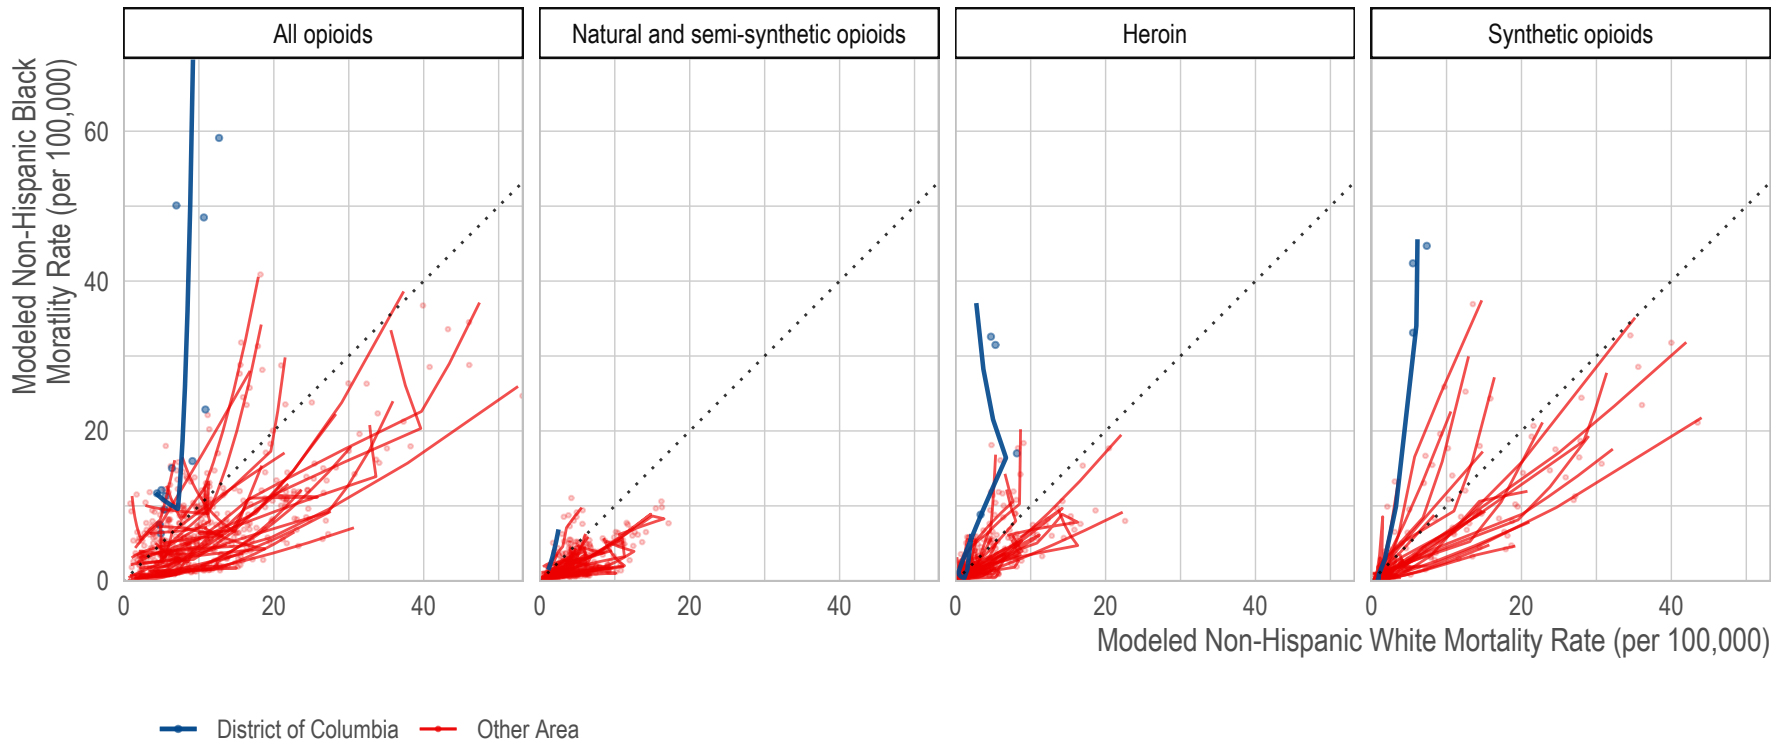 All opioids
Natural and semi-synthetic opioids
Heroin
Synthetic opioids
Modeled Non-Hispanic Black
Moratlity Rate (per 100,000)
60
40
20
0
0 20 40
0 20 40
0 20 40
0 20 40
Modeled Non-Hispanic White Mortality Rate (per 100,000)
District of Columbia
Other Area